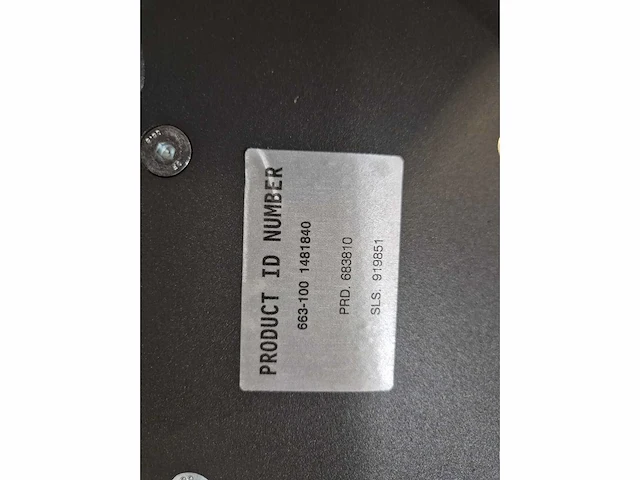 PRODUCT ID NUMBER
663-100 1481840
PRD. 683810
SLS. 919851